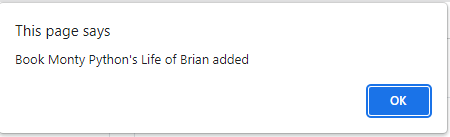 This page says
Book Monty Python's Life of Brian added
OK